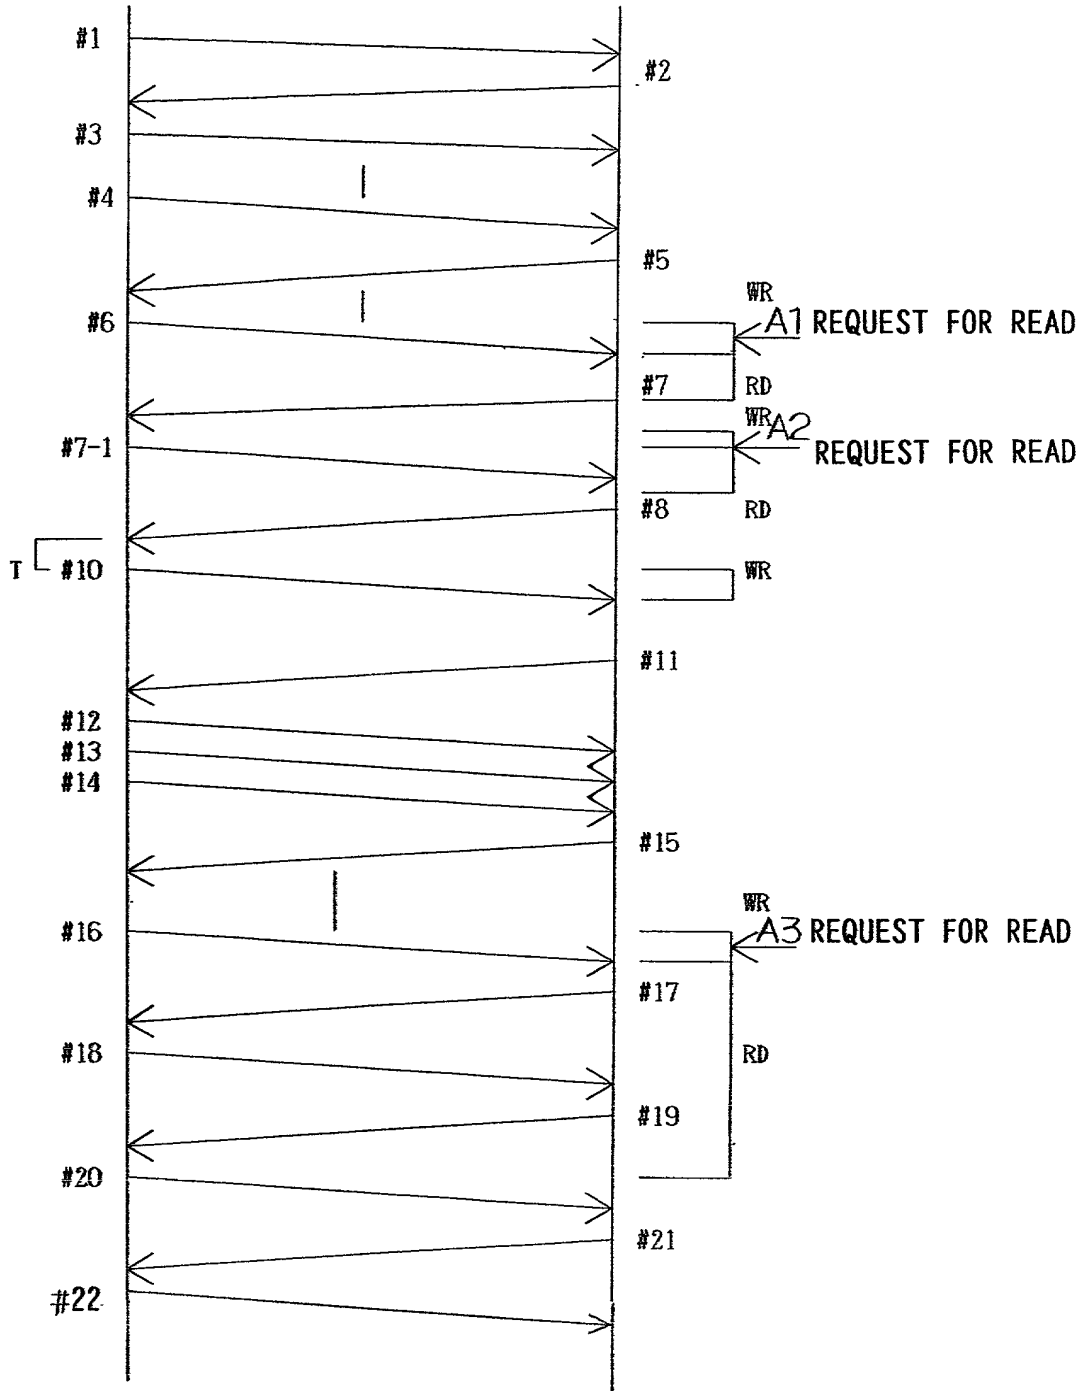 #1
#2
#3
#4
#5
WR
#6
A1 REQUEST FOR READ
#7 RD
WR A2
#7-1
REQUEST FOR READ
#8 RD
T #10 WR
#11
#12
#13
#14
#15
WR
#16
A3 REQUEST FOR READ
#17
#18 RD
#19
#20
#21
#22